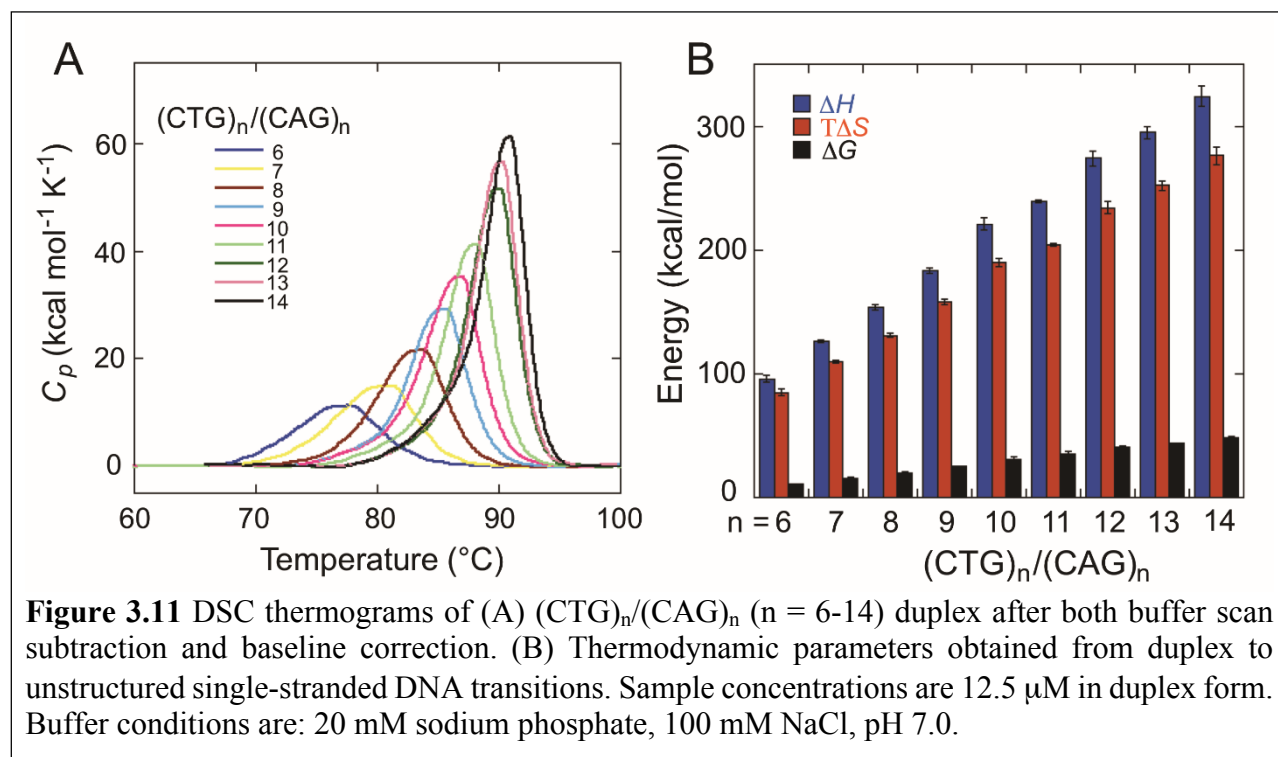 A
(CTG)n/(CAG)n
6
7
8
9
10
11
12
13
14
60
40
20
0
Cp (kcal mol-1 K-1)
60 70 80 90 100
Temperature (°C)
B
ΔH
TΔS
ΔG
300
200
100
0
Energy (kcal/mol)
n = 6 7 8 9 10 11 12 13 14
(CTG)n/(CAG)n
Figure 3.11 DSC thermograms of (A) (CTG)n/(CAG)n (n = 6-14) duplex after both buffer scan
subtraction and baseline correction. (B) Thermodynamic parameters obtained from duplex to
unstructured single-stranded DNA transitions. Sample concentrations are 12.5 μM in duplex form.
Buffer conditions are: 20 mM sodium phosphate, 100 mM NaCl, pH 7.0.